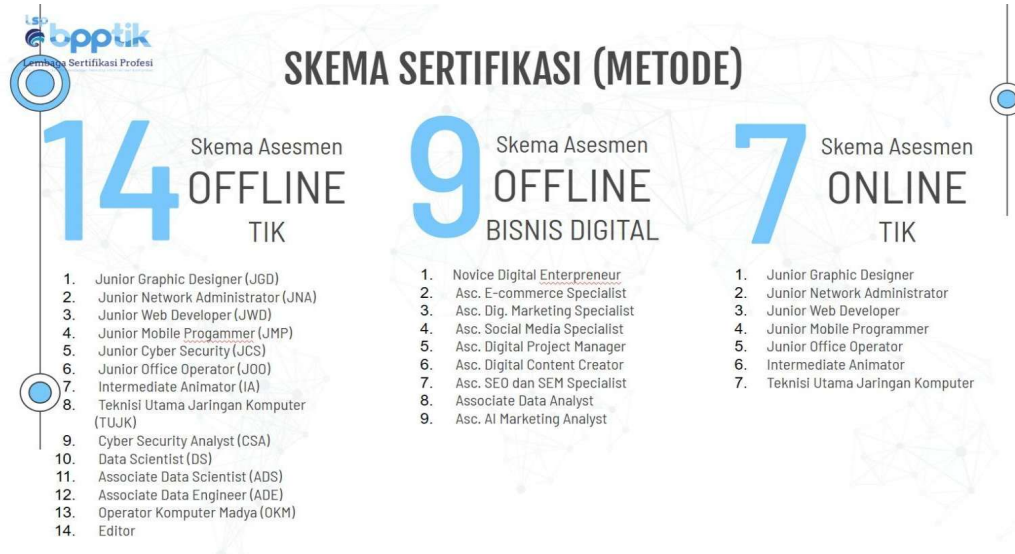 LSP
bpptik
Lembaga Sertifikasi Profesi
SKEMA SERTIFIKASI (METODE)
14
Skema Asesmen
OFFLINE
TIK
1. Junior Graphic Designer (JGD)
2. Junior Network Administrator (JNA)
3. Junior Web Developer (JWD)
4. Junior Mobile Progammer (JMP)
5. Junior Cyber Security (JCS)
6. Junior Office Operator (JOO)
7. Intermediate Animator (IA)
8. Teknisi Utama Jaringan Komputer
(TUJK)
9. Cyber Security Analyst (CSA)
10. Data Scientist (DS)
11. Associate Data Scientist (ADS)
12. Associate Data Engineer (ADE)
13. Operator Komputer Madya (OKM)
14. Editor
9
Skema Asesmen
OFFLINE
BISNIS DIGITAL
1. Novice Digital Enterpreneur
2. Asc. E-commerce Specialist
3. Asc. Dig. Marketing Specialist
4. Asc. Social Media Specialist
5. Asc. Digital Project Manager
6. Asc. Digital Content Creator
7. Asc. SEO dan SEM Specialist
8. Associate Data Analyst
9. Asc. AI Marketing Analyst
7
Skema Asesmen
ONLINE
TIK
1. Junior Graphic Designer
2. Junior Network Administrator
3. Junior Web Developer
4. Junior Mobile Programmer
5. Junior Office Operator
6. Intermediate Animator
7. Teknisi Utama Jaringan Komputer